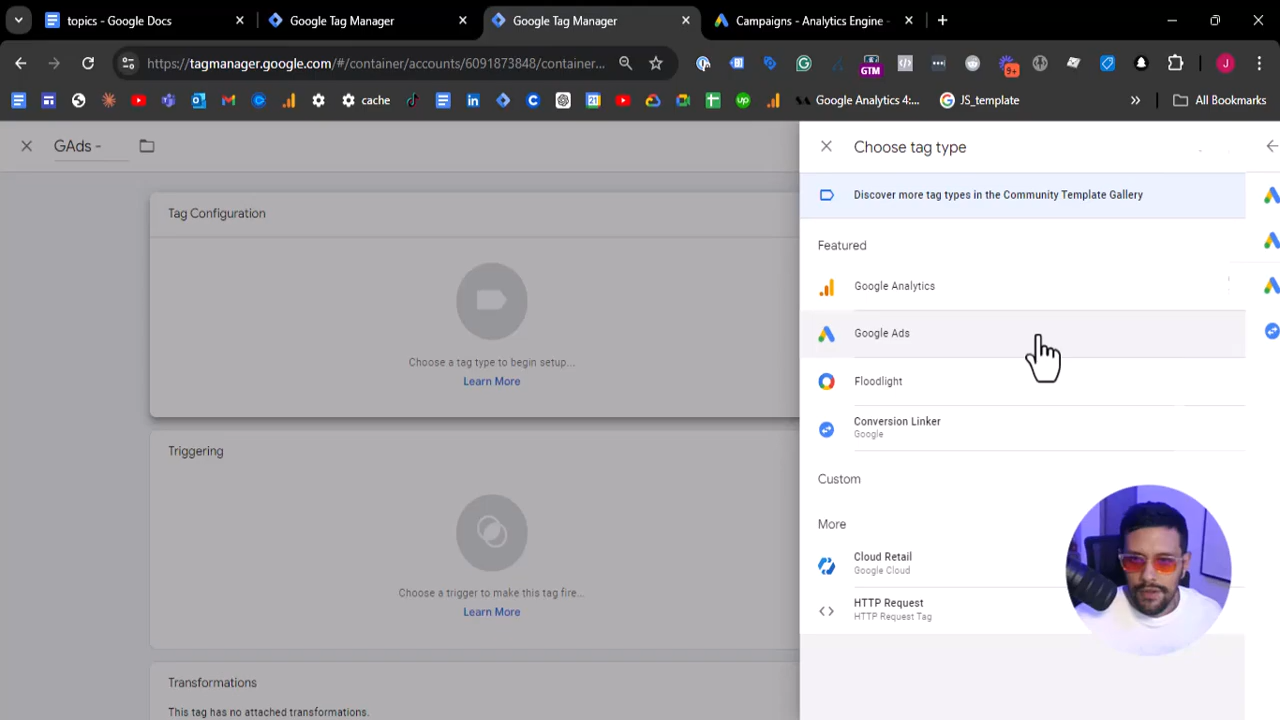 topics - Google Docs
Google Tag Manager
Google Tag Manager
Campaigns - Analytics Engine -
https://tagmanager.google.com/#/container/accounts/6091873848/container...
GTM
9+
J
cache
Google Analytics 4:...
JS_template
All Bookmarks
GAds -
Choose tag type
Discover more tag types in the Community Template Gallery
Tag Configuration
Featured
Google Analytics
Google Ads
Choose a tag type to begin setup...
Learn More
Floodlight
Conversion Linker
Google
Triggering
Custom
More
Cloud Retail
Google Cloud
Choose a trigger to make this tag fire...
Learn More
HTTP Request
HTTP Request Tag
Transformations
This tag has no attached transformations.